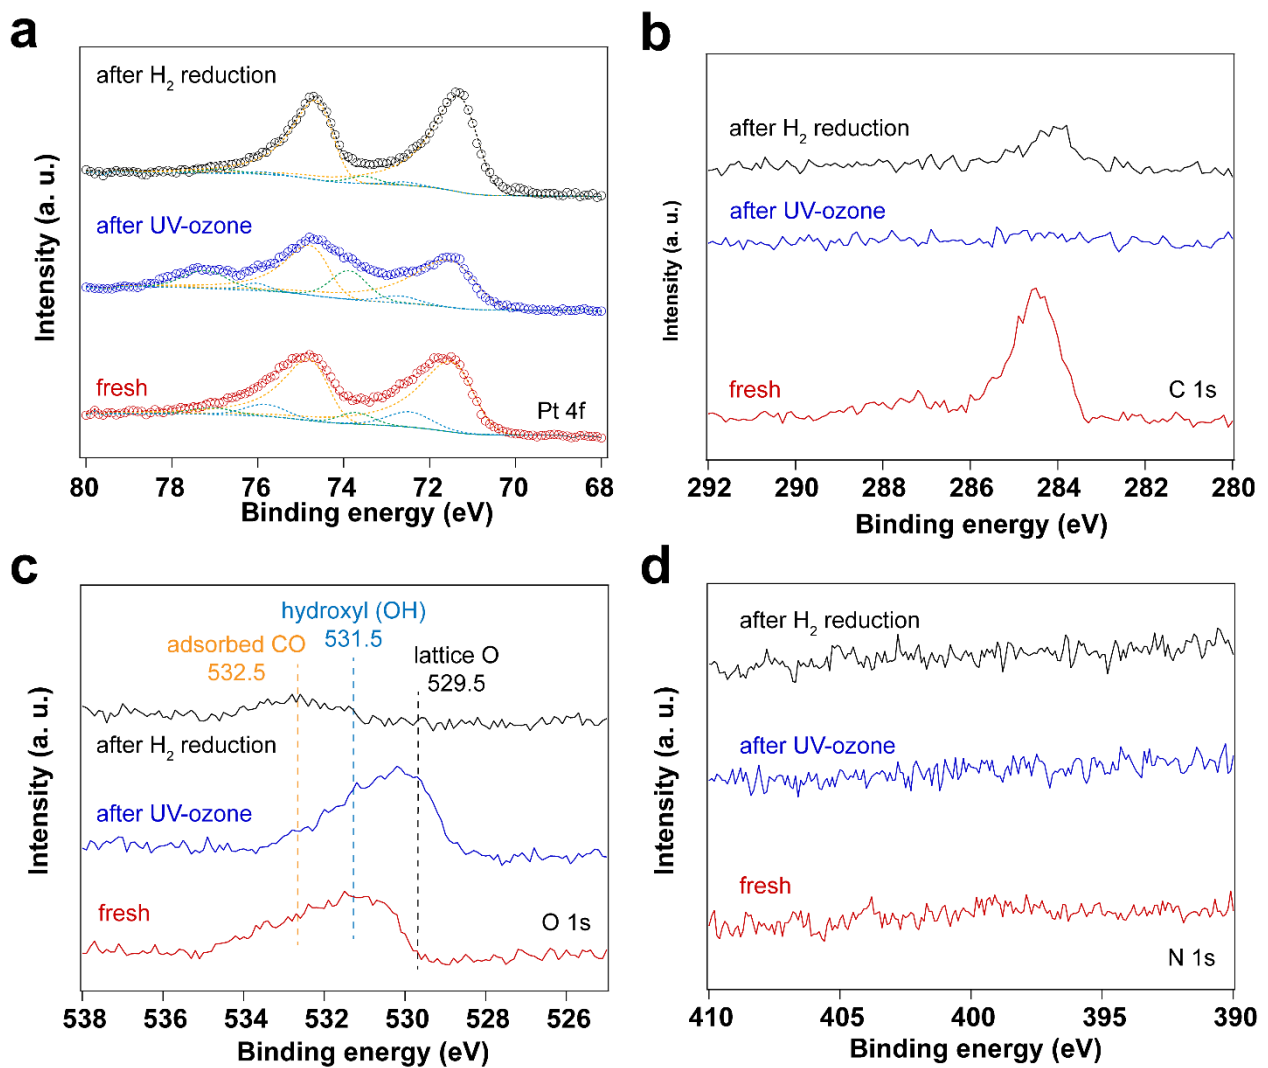 a
after H2 reduction
after UV-ozone
fresh
Pt 4f
Intensity (a. u.)
80 78 76 74 72 70 68
Binding energy (eV)
b
after H2 reduction
after UV-ozone
fresh
C 1s
Intensity (a. u.)
292 290 288 286 284 282 280
Binding energy (eV)
c
hydroxyl (OH)
531.5
adsorbed CO
532.5
lattice O
529.5
after H2 reduction
after UV-ozone
fresh
O 1s
Intensity (a. u.)
538 536 534 532 530 528 526
Binding energy (eV)
d
after H2 reduction
after UV-ozone
fresh
N 1s
Intensity (a. u.)
410 405 400 395 390
Binding energy (eV)